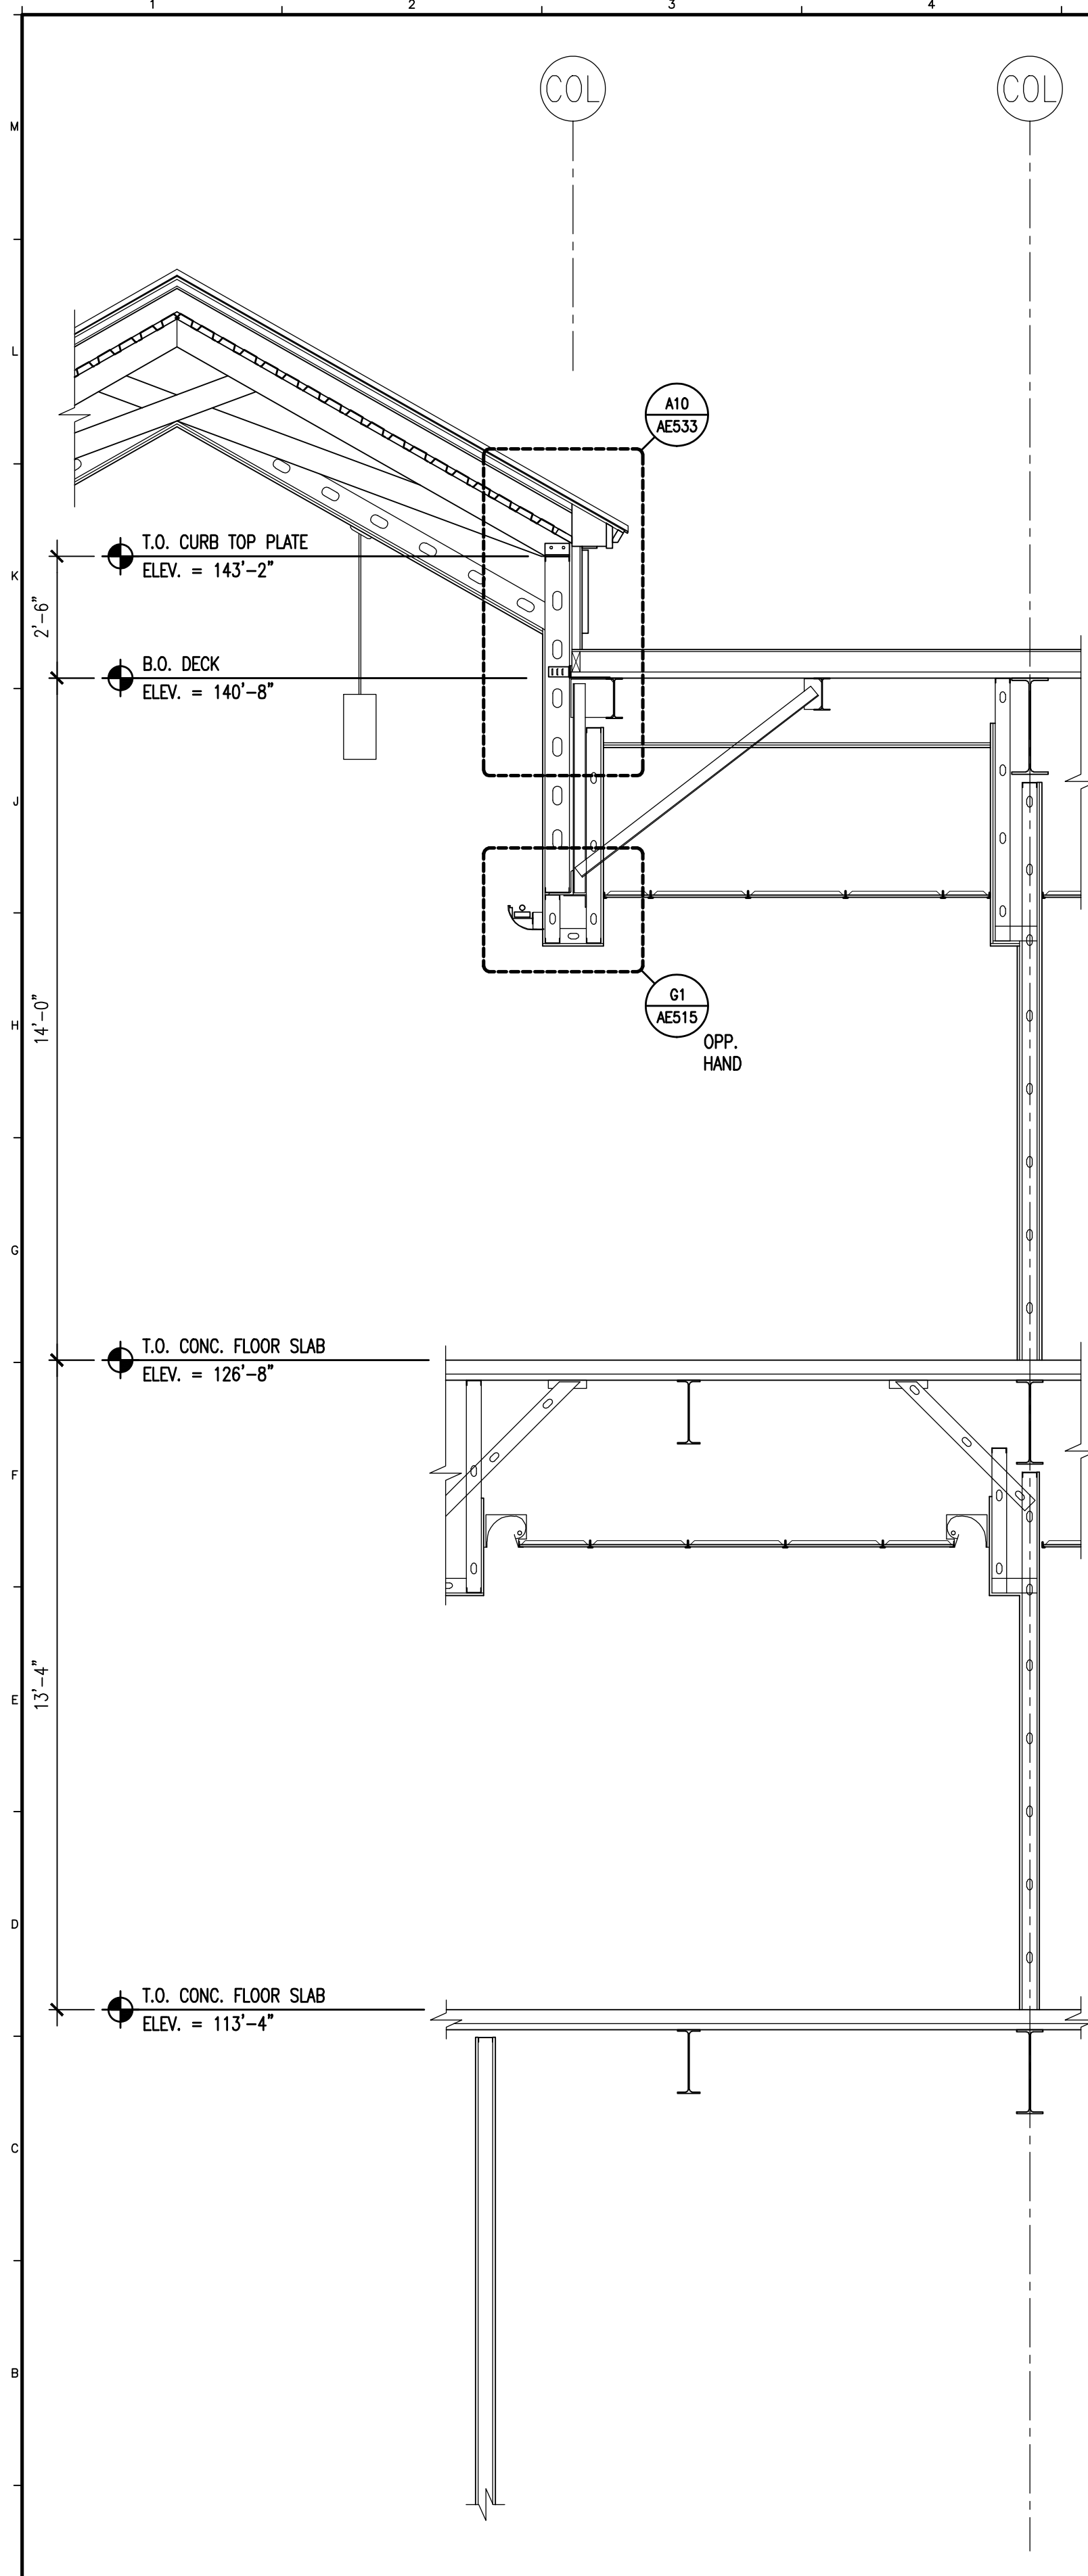 1 2 3 4
COL COL
M
L
A10
AE533
T.O. CURB TOP PLATE
ELEV. = 143'-2"
K
2'-6"
B.O. DECK
ELEV. = 140'-8"
J
G1
AE515
OPP.
HAND
H
14'-0"
G
T.O. CONC. FLOOR SLAB
ELEV. = 126'-8"
F
E
13'-4"
D
T.O. CONC. FLOOR SLAB
ELEV. = 113'-4"
C
B